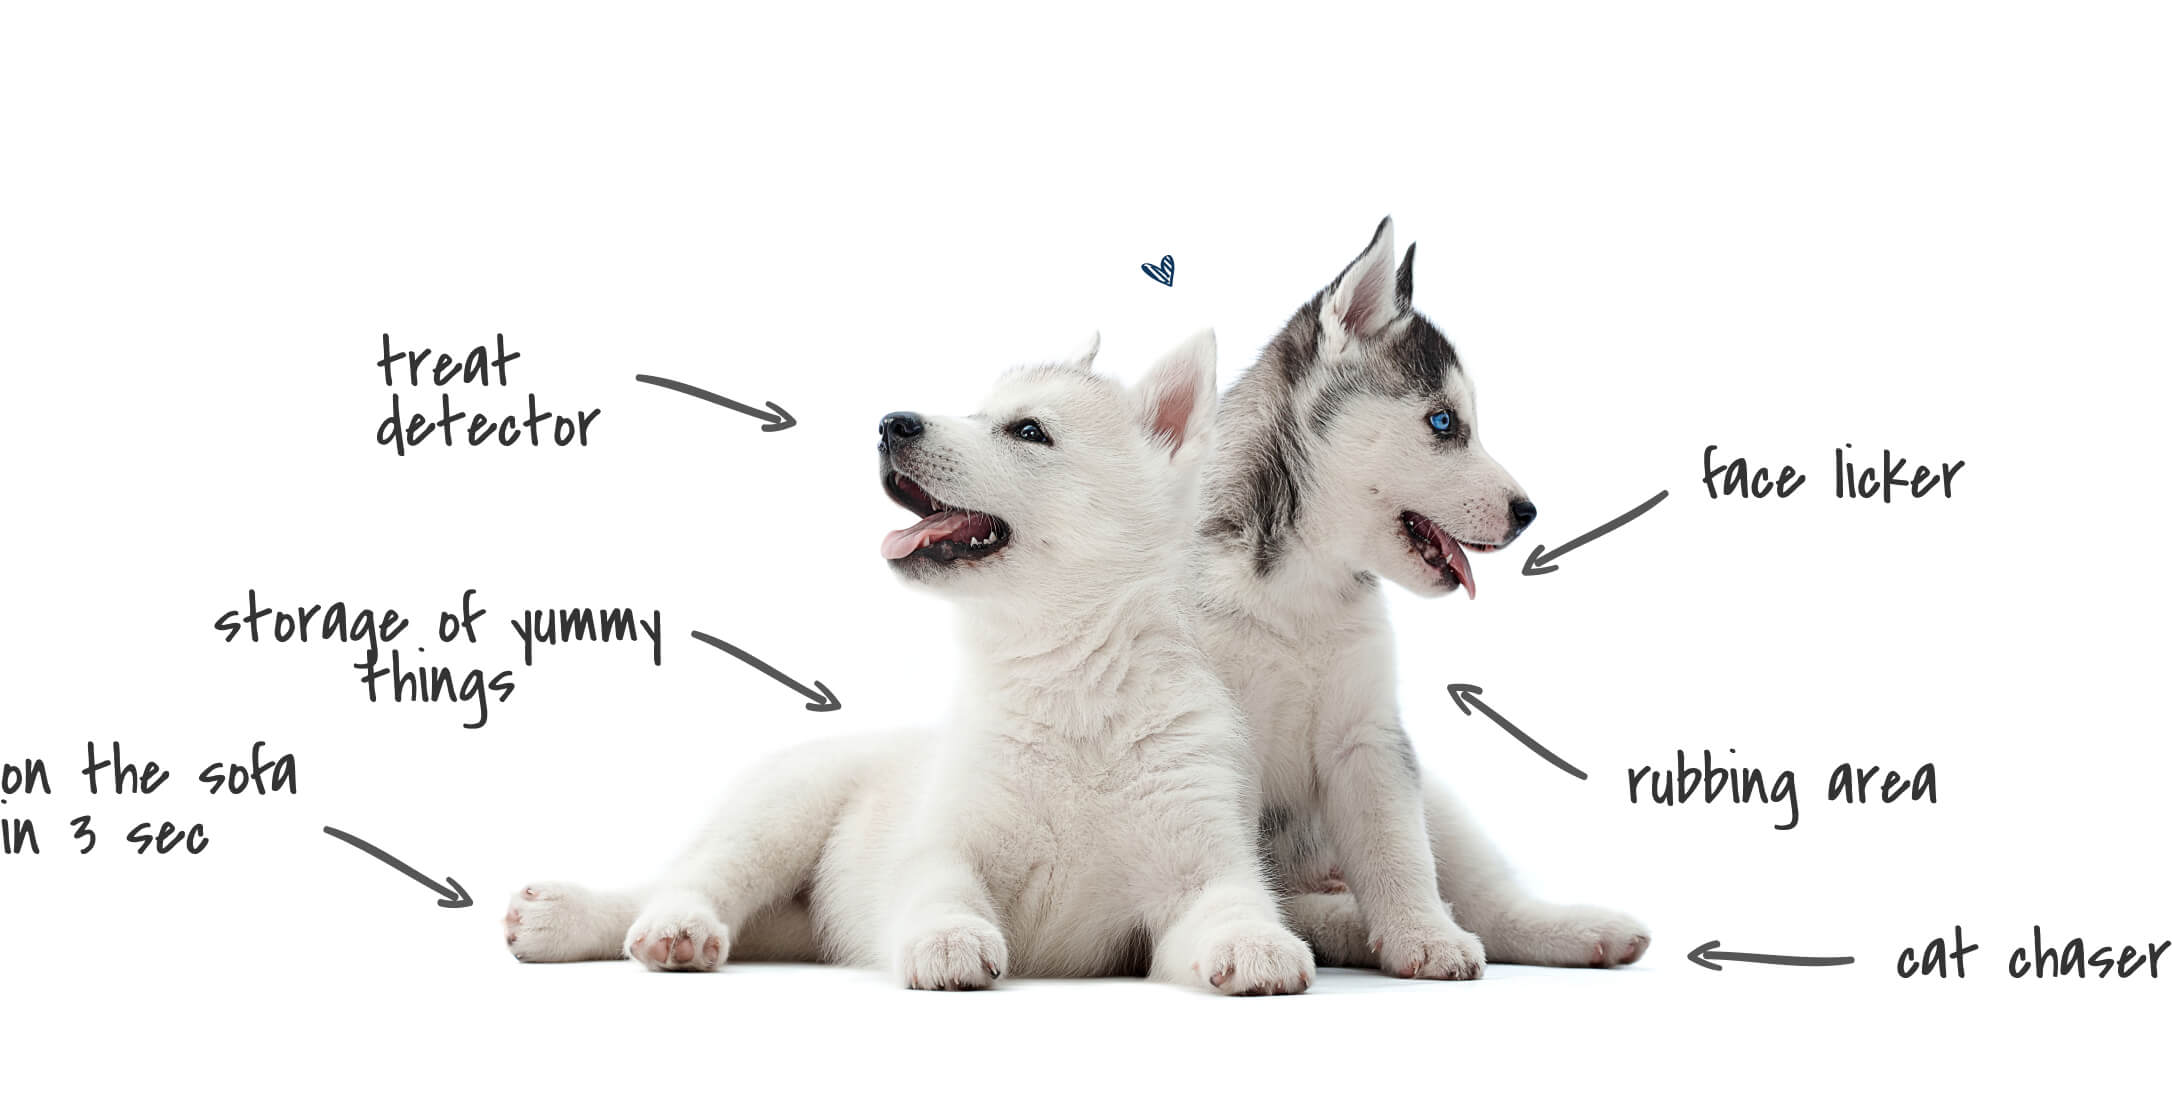 treat
detector
face licker
storage of yummy
things
on the sofa
in 3 sec
rubbing area
cat chaser